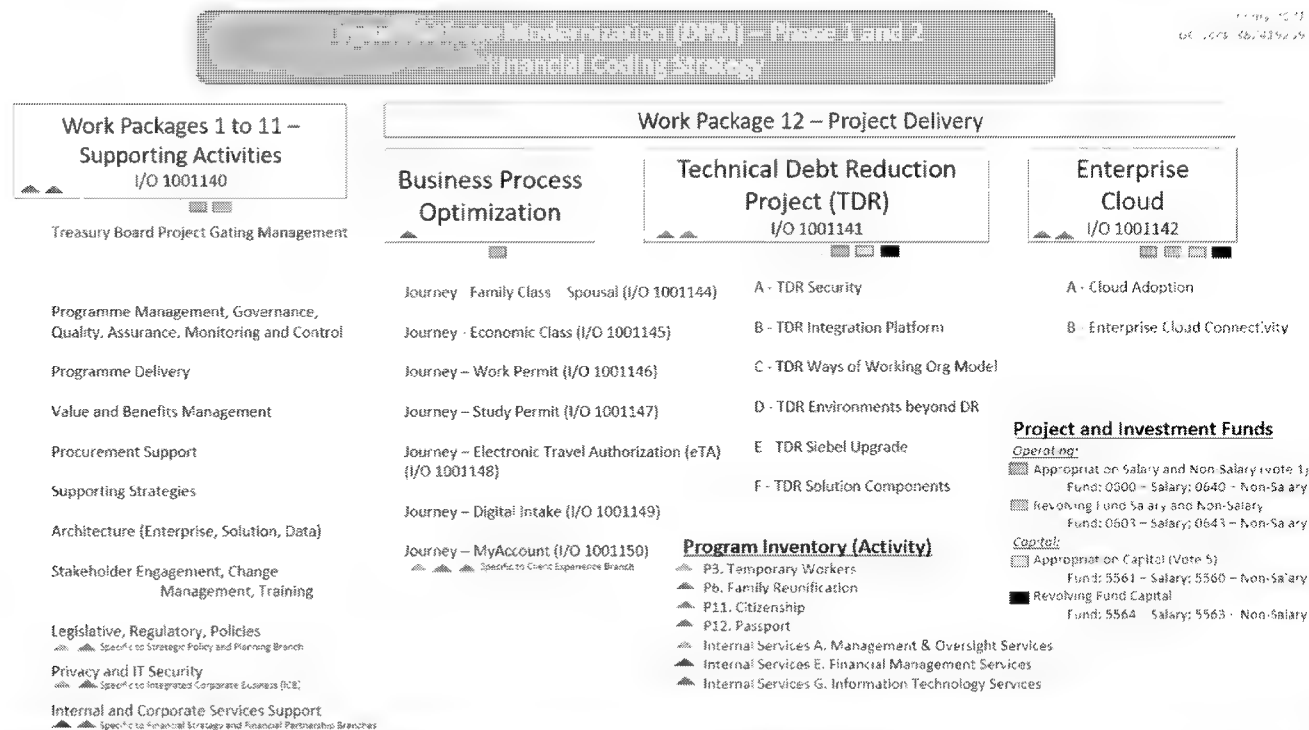 Modernization (DPM) – Phase 1 and 2
Financial Coding Strategy
Work Packages 1 to 11 –
Supporting Activities
I/O 1001140
Treasury Board Project Gating Management
Programme Management, Governance,
Quality, Assurance, Monitoring and Control
Programme Delivery
Value and Benefits Management
Procurement Support
Supporting Strategies
Architecture (Enterprise, Solution, Data)
Stakeholder Engagement, Change
Management, Training
Legislative, Regulatory, Policies
Specific to Strategic Policy and Planning Branch
Privacy and IT Security
Specific to Integrated Corporate Business (ICB)
Internal and Corporate Services Support
Specific to Financial Strategy and Financial Partnership Branches
Work Package 12 – Project Delivery
Business Process
Optimization
Journey Family Class Spousal (I/O 1001144)
Journey - Economic Class (I/O 1001145)
Journey – Work Permit (I/O 1001146)
Journey – Study Permit (I/O 1001147)
Journey – Electronic Travel Authorization (eTA)
(I/O 1001148)
Journey – Digital Intake (I/O 1001149)
Journey – MyAccount (I/O 1001150)
Specific to Client Experience Branch
Technical Debt Reduction
Project (TDR)
I/O 1001141
A - TDR Security
B - TDR Integration Platform
C - TDR Ways of Working Org Model
D - TDR Environments beyond DR
E TDR Siebel Upgrade
F - TDR Solution Components
Enterprise
Cloud
I/O 1001142
A - Cloud Adoption
B - Enterprise Cloud Connectivity
Program Inventory (Activity)
P3. Temporary Workers
P6. Family Reunification
P11. Citizenship
P12. Passport
Internal Services A. Management & Oversight Services
Internal Services E. Financial Management Services
Internal Services G. Information Technology Services
Project and Investment Funds
Operating:
Appropriation Salary and Non-Salary (vote 1)
Fund: 0300 – Salary; 0640 – Non-Salary
Revolving Fund Salary and Non-Salary
Fund: 0603 – Salary; 0643 – Non-Salary
Capital:
Appropriation Capital (Vote 5)
Fund: 5561 – Salary; 5560 – Non-Salary
Revolving Fund Capital
Fund: 5564 Salary; 5563 - Non-Salary